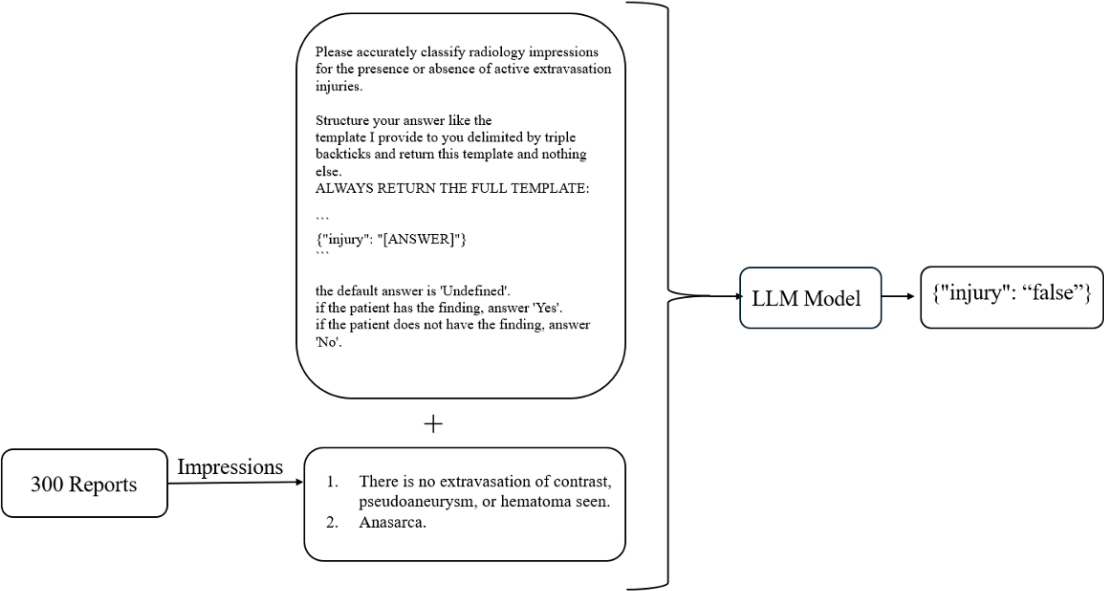 Please accurately classify radiology impressions
for the presence or absence of active extravasation
injuries.
Structure your answer like the
template I provide to you delimited by triple
backticks and return this template and nothing
else.
ALWAYS RETURN THE FULL TEMPLATE:
```
{"injury": "[ANSWER]"}
```
the default answer is 'Undefined'.
if the patient has the finding, answer 'Yes'.
if the patient does not have the finding, answer
'No'.
+
300 Reports
Impressions
1. There is no extravasation of contrast,
pseudoaneurysm, or hematoma seen.
2. Anasarca.
LLM Model
{"injury": “false”}